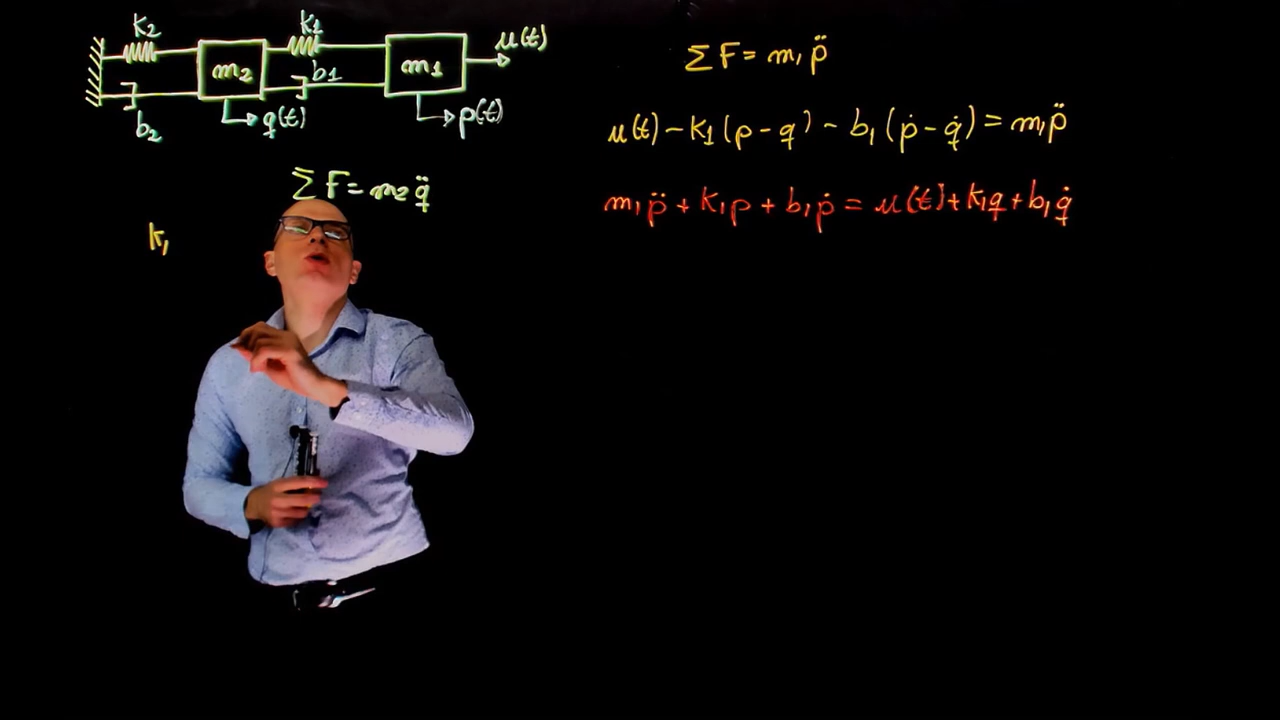 k₂ k₁
m₂ b₁ m₁ u(t)
b₂ q(t) p(t)
ΣF = m₂q̈
k₁
ΣF = m₁p̈
u(t) - k₁(p - q) - b₁(ṗ - q̇) = m₁p̈
m₁p̈ + k₁p + b₁ṗ = u(t) + k₁q + b₁q̇